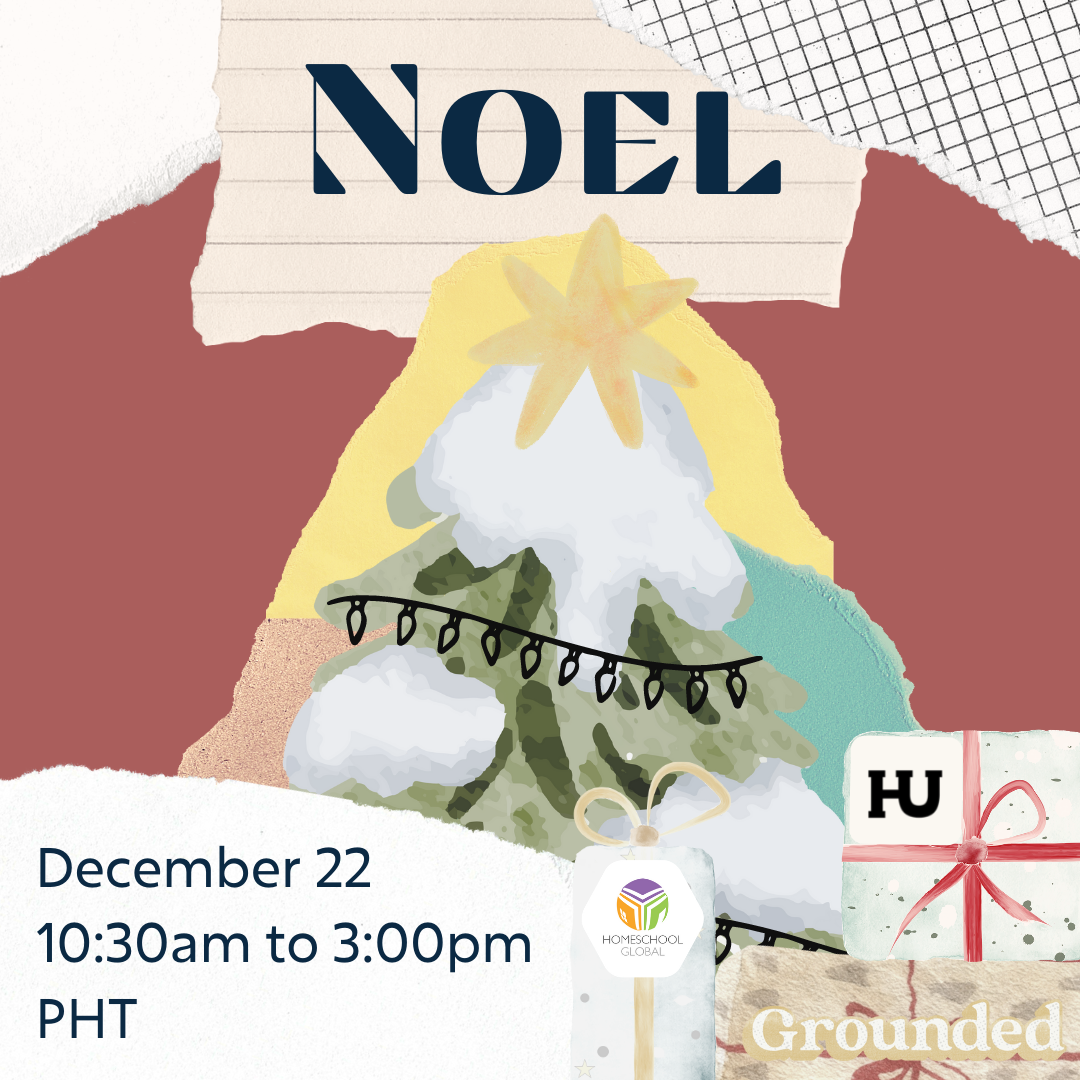 NOEL
December 22
10:30am to 3:00pm
PHT
HU
HOMESCHOOL
GLOBAL
Grounded